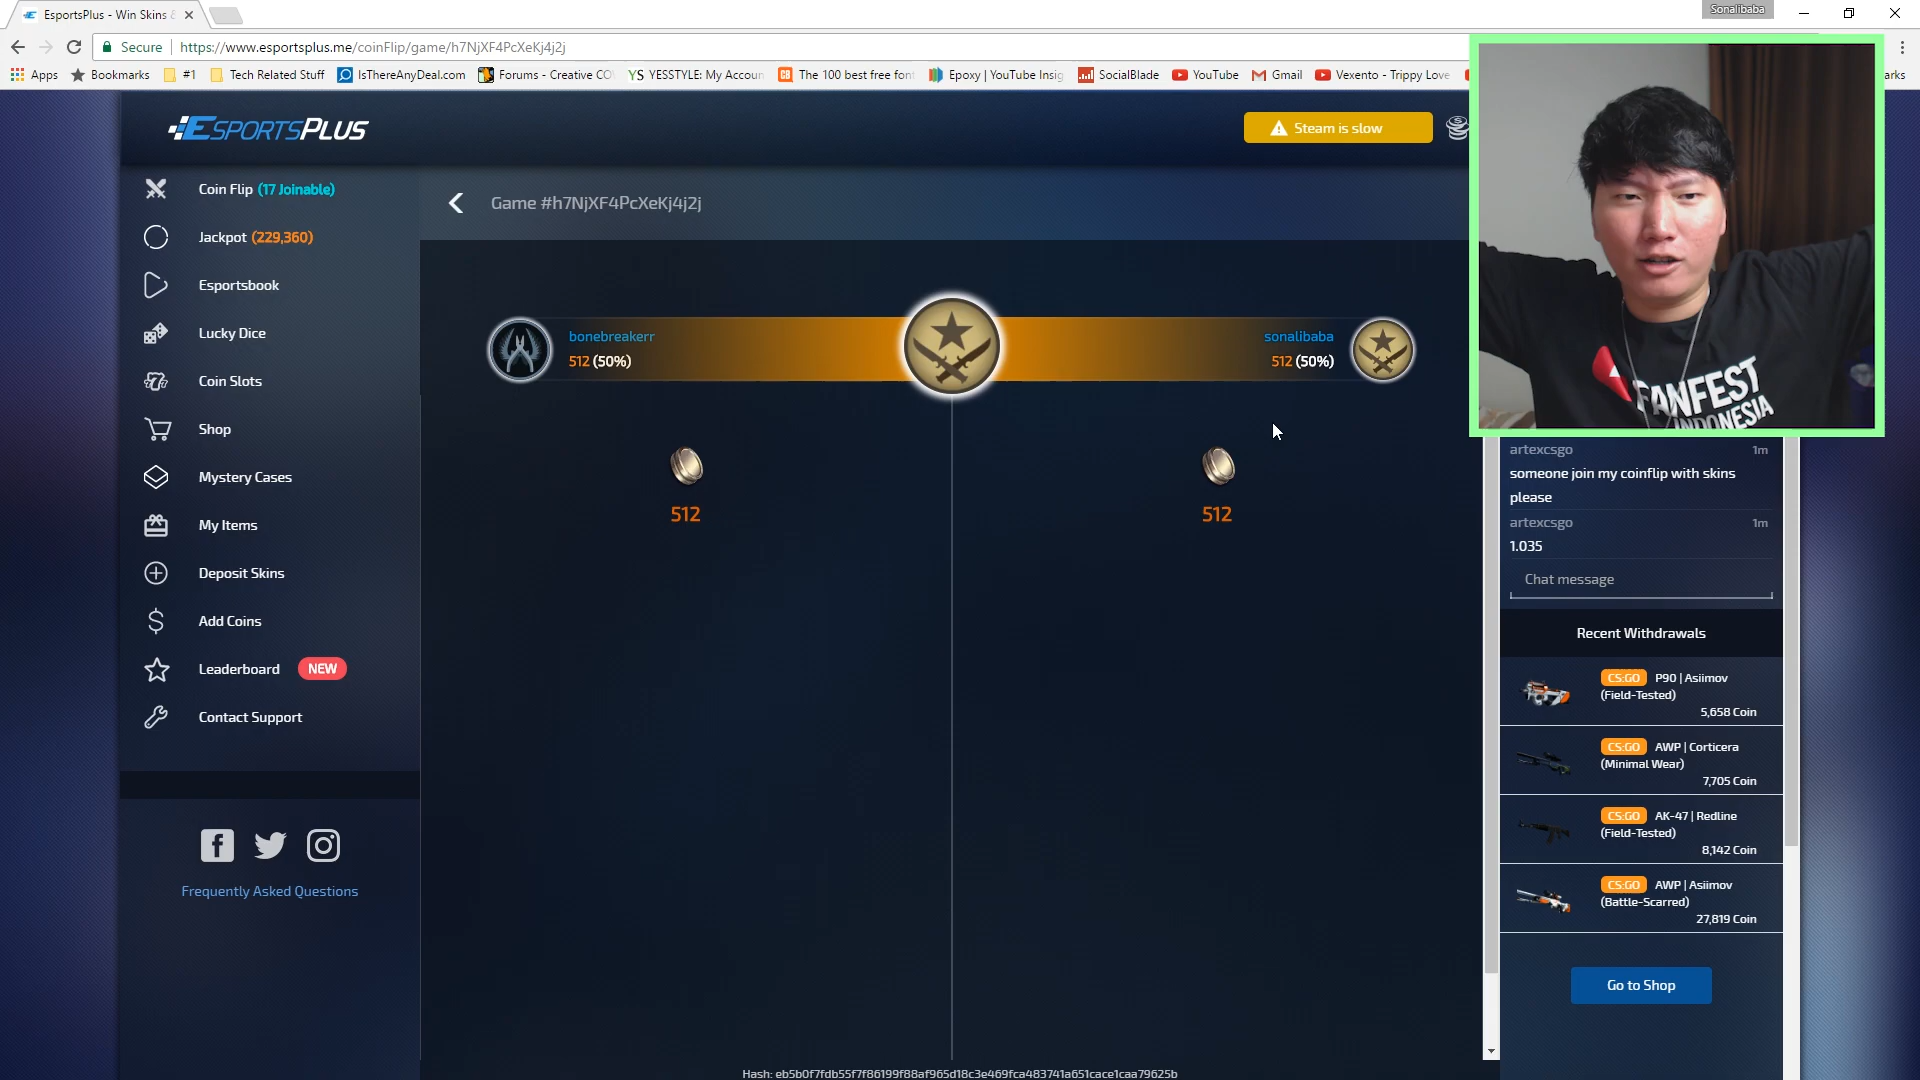 EsportsPlus - Win Skins &
Sonalibaba
Secure
https://www.esportsplus.me/coinFlip/game/h7NjXF4PcXeKj4j2j
Apps
Bookmarks
#1
Tech Related Stuff
IsThereAnyDeal.com
Forums - Creative CO
YS YESSTYLE: My Accoun
The 100 best free font
Epoxy | YouTube Insig
SocialBlade
YouTube
Gmail
Vexento - Trippy Love
arks
ESPORTSPLUS
Steam is slow
Coin Flip (17 Joinable)
Jackpot (229,360)
Esportsbook
Lucky Dice
Coin Slots
Shop
Mystery Cases
My Items
Deposit Skins
Add Coins
Leaderboard NEW
Contact Support
Frequently Asked Questions
Game #h7NjXF4PcXeKj4j2j
bonebreakerr
512 (50%)
sonalibaba
512 (50%)
512
512
Hash: eb5b0f7fdb55f7f86199f88af965d18c3e469fca483741a651cace1caa79625b
FANFEST
INDONESIA
artexcsgo 1m
someone join my coinflip with skins
please
artexcsgo 1m
1.035
Chat message
Recent Withdrawals
CS:GO P90 | Asiimov
(Field-Tested)
5,658 Coin
CS:GO AWP | Corticera
(Minimal Wear)
7,705 Coin
CS:GO AK-47 | Redline
(Field-Tested)
8,142 Coin
CS:GO AWP | Asiimov
(Battle-Scarred)
27,819 Coin
Go to Shop